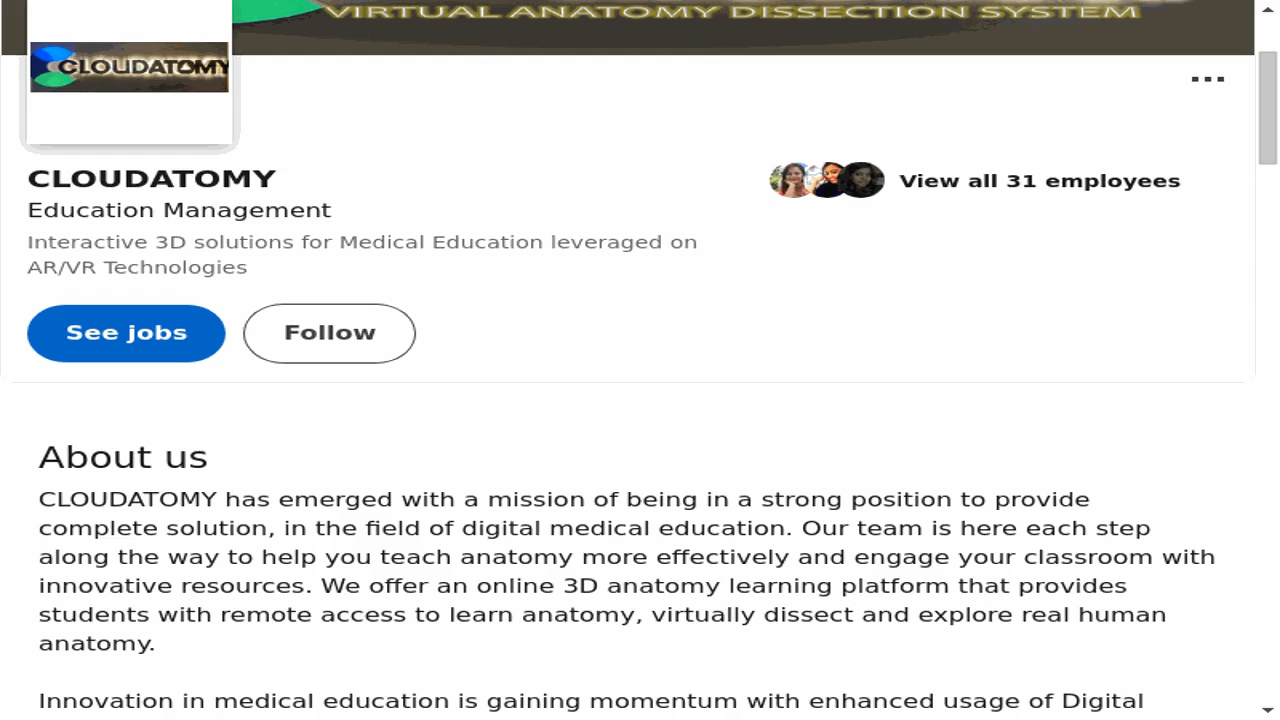 VIRTUAL ANATOMY DISSECTION SYSTEM
CLOUDATOMY
CLOUDATOMY
View all 31 employees
Education Management
Interactive 3D solutions for Medical Education leveraged on
AR/VR Technologies
See jobs
Follow
About us
CLOUDATOMY has emerged with a mission of being in a strong position to provide
complete solution, in the field of digital medical education. Our team is here each step
along the way to help you teach anatomy more effectively and engage your classroom with
innovative resources. We offer an online 3D anatomy learning platform that provides
students with remote access to learn anatomy, virtually dissect and explore real human
anatomy.
Innovation in medical education is gaining momentum with enhanced usage of Digital